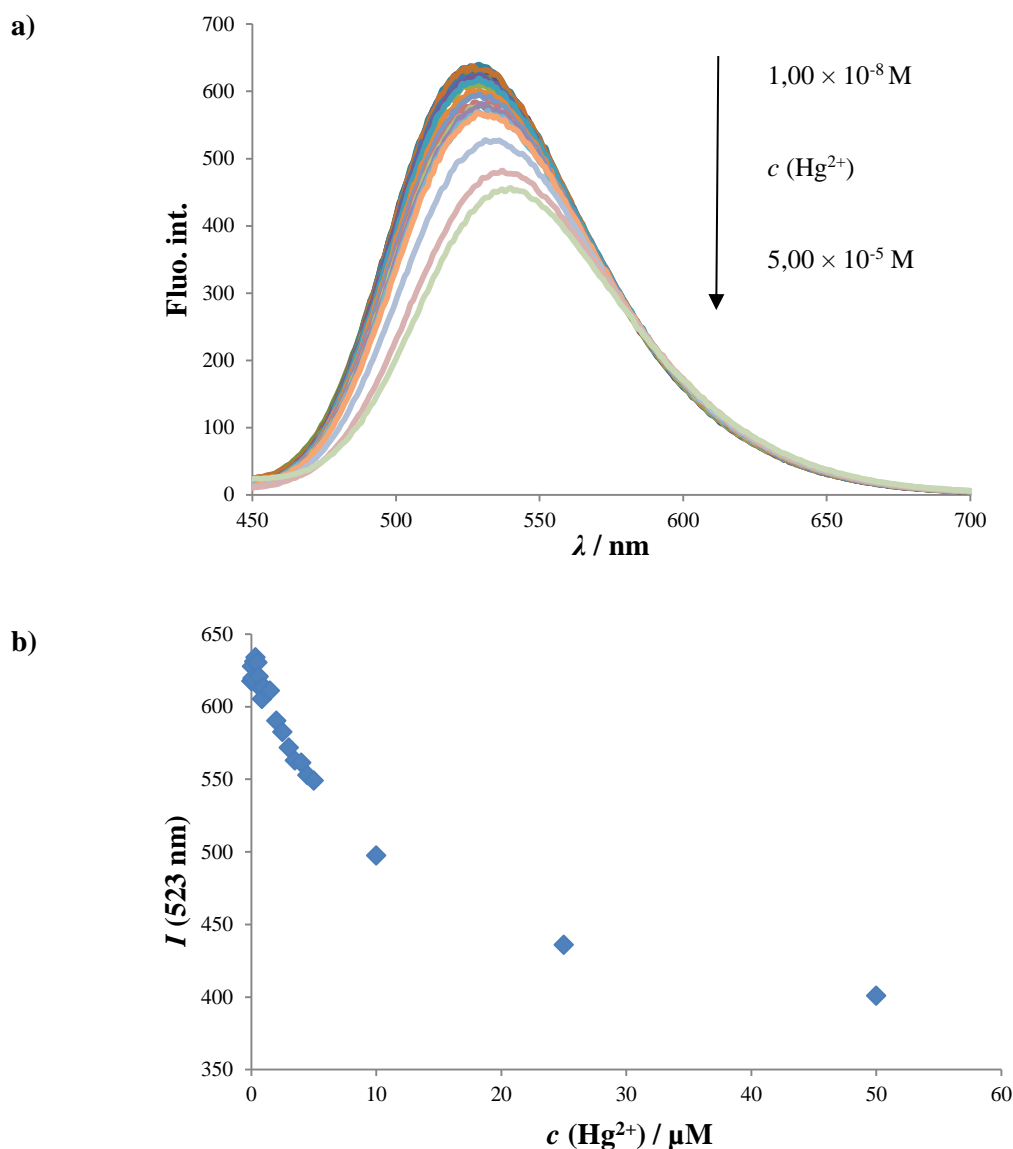 a)
700
600
500
400
300
200
100
0
Fluo. int.
450 500 550 600 650 700
λ / nm
1,00 × 10⁻⁸ M
c (Hg²⁺)
5,00 × 10⁻⁵ M
b)
650
600
550
500
450
400
350
I (523 nm)
0 10 20 30 40 50 60
c (Hg²⁺) / µM